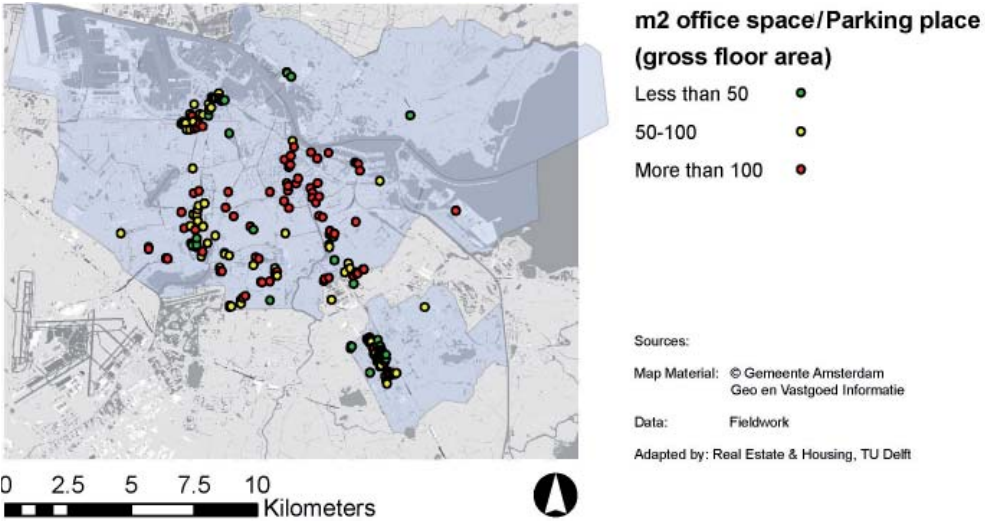 m2 office space/Parking place
(gross floor area)
Less than 50
50-100
More than 100
Sources:
Map Material: © Gemeente Amsterdam
Geo en Vastgoed Informatie
Data: Fieldwork
Adapted by: Real Estate & Housing, TU Delft
0 2.5 5 7.5 10
Kilometers